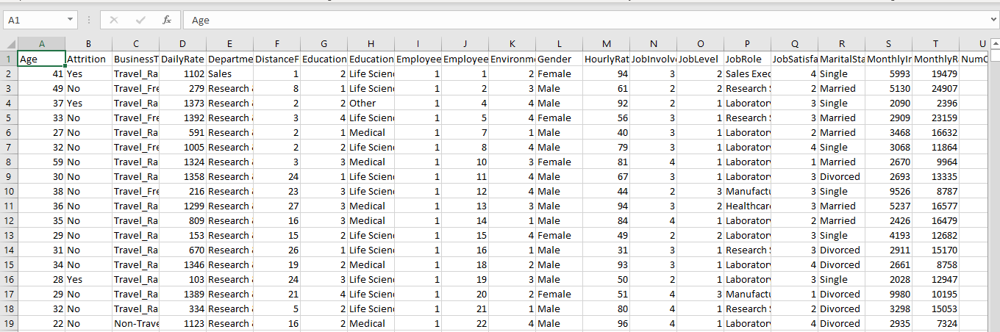 A1 fx Age
A B C D E F G H I J K L M N O P Q R S T U
1 Age Attrition BusinessT DailyRate Departme DistanceF Education Education Employee Employee Environme Gender HourlyRat JobInvolv JobLevel JobRole JobSatisfa MaritalSta MonthlyIn MonthlyR NumC
2 41 Yes Travel_Ra 1102 Sales 1 2 Life Scien 1 1 2 Female 94 3 2 Sales Exec 4 Single 5993 19479
3 49 No Travel_Fre 279 Research & 8 1 Life Scien 1 2 3 Male 61 2 2 Research S 2 Married 5130 24907
4 37 Yes Travel_Ra 1373 Research & 2 2 Other 1 4 4 Male 92 2 1 Laborator 3 Single 2090 2396
5 33 No Travel_Fre 1392 Research & 3 4 Life Scien 1 5 4 Female 56 3 1 Research S 3 Married 2909 23159
6 27 No Travel_Ra 591 Research & 2 1 Medical 1 7 1 Male 40 3 1 Laborator 2 Married 3468 16632
7 32 No Travel_Fre 1005 Research & 2 2 Life Scien 1 8 4 Male 79 3 1 Laborator 4 Single 3068 11864
8 59 No Travel_Ra 1324 Research & 3 3 Medical 1 10 3 Female 81 4 1 Laborator 1 Married 2670 9964
9 30 No Travel_Ra 1358 Research & 24 1 Life Scien 1 11 4 Male 67 3 1 Laborator 3 Divorced 2693 13335
10 38 No Travel_Fre 216 Research & 23 3 Life Scien 1 12 4 Male 44 2 3 Manufactu 3 Single 9526 8787
11 36 No Travel_Ra 1299 Research & 27 3 Medical 1 13 3 Male 94 3 2 Healthcar 3 Married 5237 16577
12 35 No Travel_Ra 809 Research & 16 3 Medical 1 14 1 Male 84 4 1 Laborator 2 Married 2426 16479
13 29 No Travel_Ra 153 Research & 15 2 Life Scien 1 15 4 Female 49 2 2 Laborator 3 Single 4193 12682
14 31 No Travel_Ra 670 Research & 26 1 Life Scien 1 16 1 Male 31 3 1 Research S 3 Divorced 2911 15170
15 34 No Travel_Ra 1346 Research & 19 2 Medical 1 18 2 Male 93 3 1 Laborator 4 Divorced 2661 8758
16 28 Yes Travel_Ra 103 Research & 24 3 Life Scien 1 19 3 Male 50 2 1 Laborator 3 Single 2028 12947
17 29 No Travel_Ra 1389 Research & 21 4 Life Scien 1 20 2 Female 51 4 3 Manufactu 1 Divorced 9980 10195
18 32 No Travel_Ra 334 Research & 5 2 Life Scien 1 21 1 Male 80 4 1 Research S 2 Divorced 3298 15053
19 22 No Non-Trave 1123 Research & 16 2 Medical 1 22 4 Male 96 4 1 Laborator 4 Divorced 2935 7324